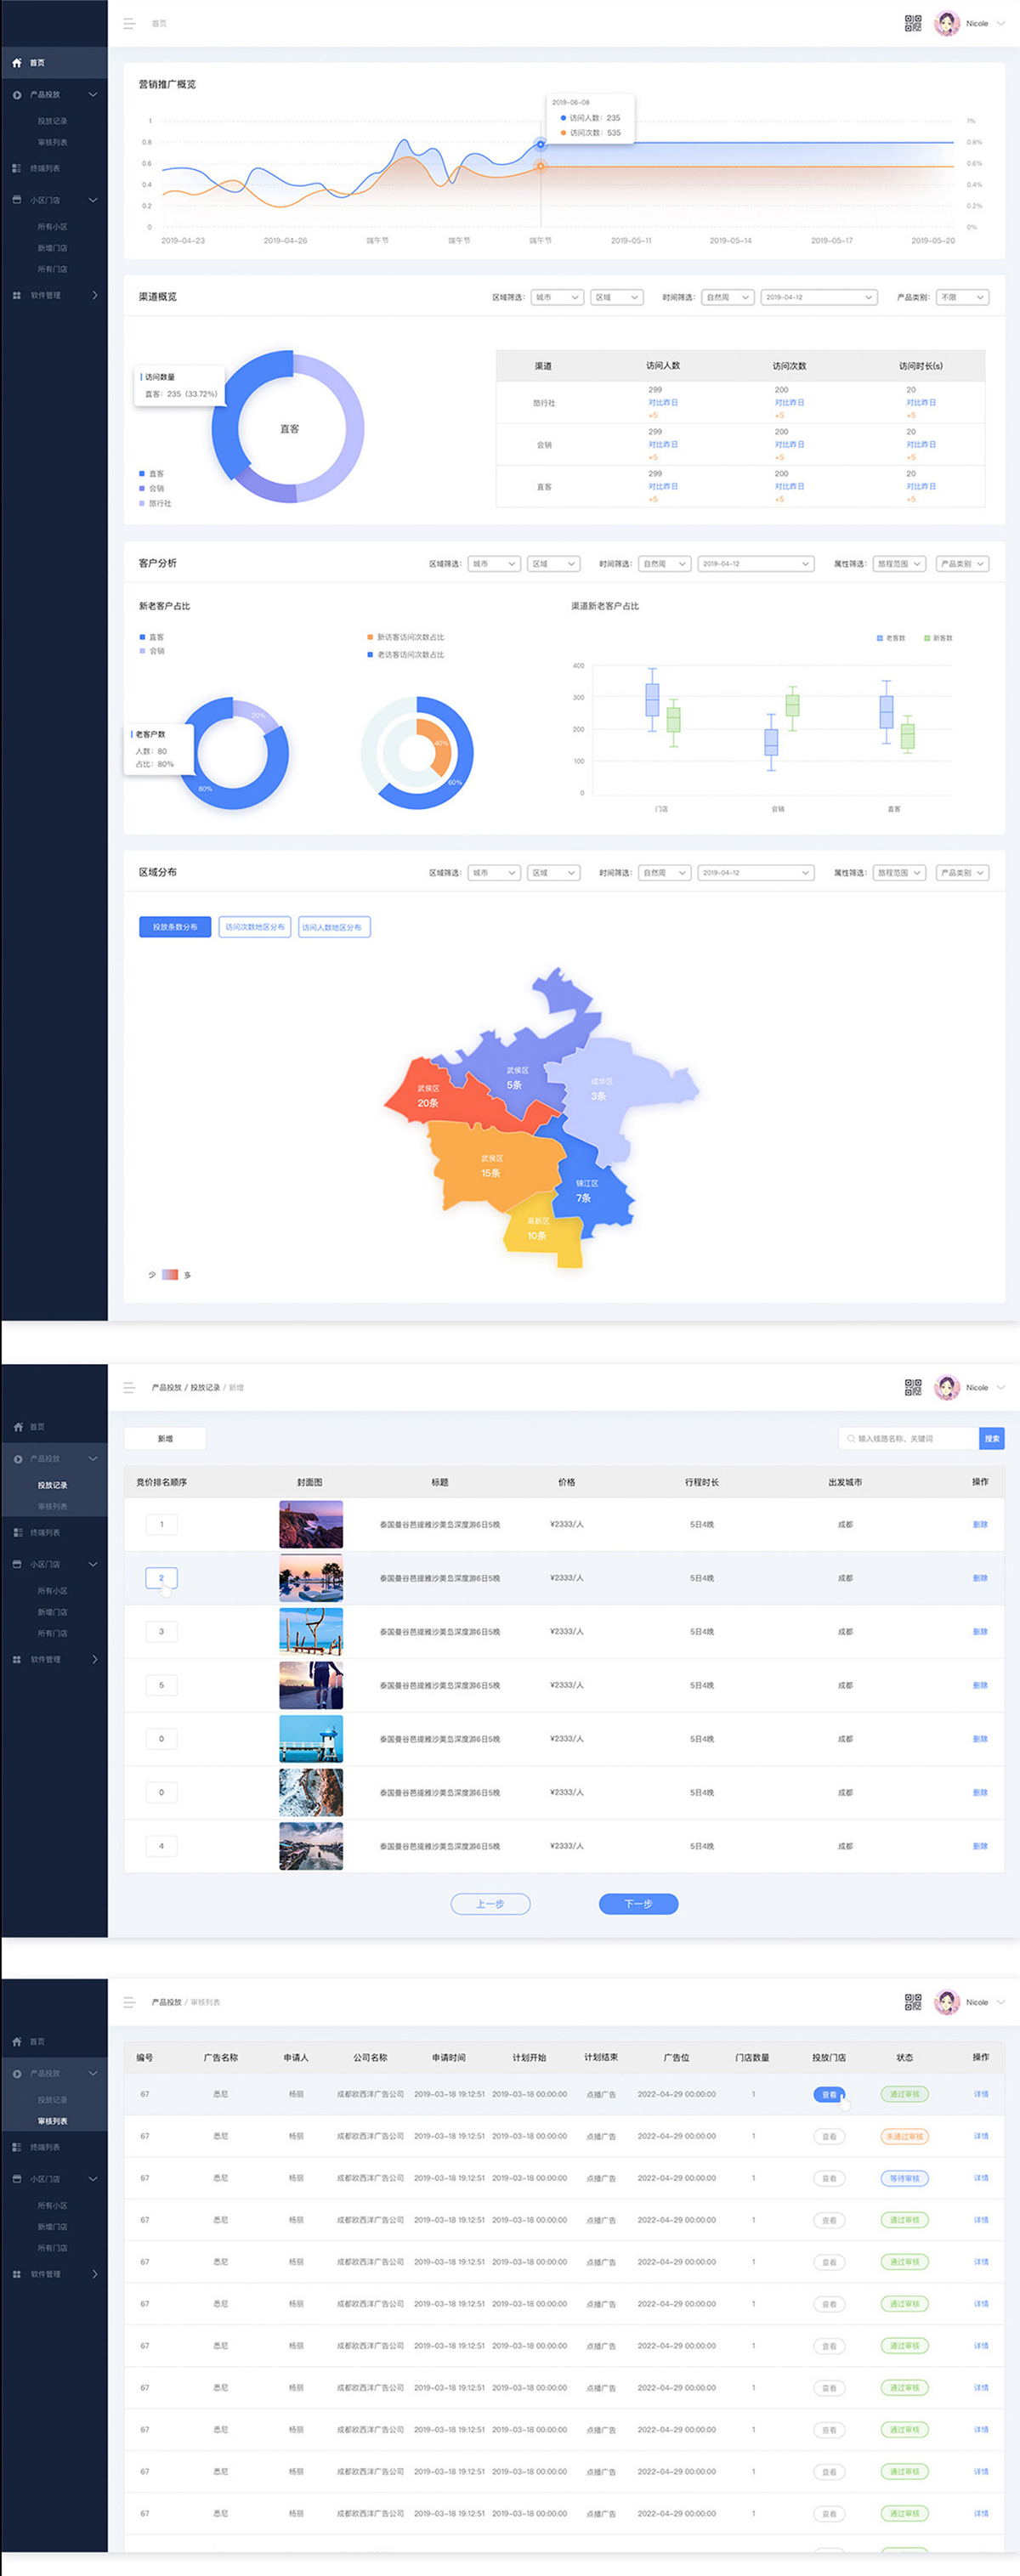 首页
Nicole
首页
产品投放
投放记录
审核列表
终端列表
小区门店
所有小区
新增门店
所有门店
软件管理
营销推广概览
2019-06-08
访问人数：235
访问次数：535
1
0.8
0.6
0.4
0.2
0
1%
0.8%
0.6%
0.4%
0.2%
0%
2019-04-23 2019-04-26 端午节 端午节 端午节 2019-05-11 2019-05-14 2019-05-17 2019-05-20
渠道概览
区域筛选： 城市 区域 时间筛选： 自然周 2019-04-12 产品类别： 不限
访问数量
直客：235（33.72%）
直客
直客
会销
旅行社
渠道 访问人数 访问次数 访问时长(s)
旅行社
299 200 20
对比昨日 对比昨日 对比昨日
+5 +5 +5
会销
299 200 20
对比昨日 对比昨日 对比昨日
+5 +5 +5
直客
299 200 20
对比昨日 对比昨日 对比昨日
+5 +5 +5
客户分析
区域筛选： 城市 区域 时间筛选： 自然周 2019-04-12 属性筛选： 旅程范围 产品类别
新老客户占比
直客
会销
新访客访问次数占比
老访客访问次数占比
20%
老客户数
人数：80
占比：80%
80%
40%
60%
渠道新老客户占比
老客数 新客数
400
300
200
100
0
门店 会销 直客
区域分布
区域筛选： 城市 区域 时间筛选： 自然周 2019-04-12 属性筛选： 旅程范围 产品类别
投放条数分布 访问次数地区分布 访问人数地区分布
武侯区
5条
成华区
3条
武侯区
20条
武侯区
15条
锦江区
7条
高新区
10条
少 多
产品投放 / 投放记录 / 新增
Nicole
首页
产品投放
投放记录
审核列表
终端列表
小区门店
所有小区
新增门店
所有门店
软件管理
新增
输入线路名称、关键词 搜索
竞价排名顺序 封面图 标题 价格 行程时长 出发城市 操作
1 泰国曼谷芭提雅沙美岛深度游6日5晚 ¥2333/人 5日4晚 成都 删除
2 泰国曼谷芭提雅沙美岛深度游6日5晚 ¥2333/人 5日4晚 成都 删除
3 泰国曼谷芭提雅沙美岛深度游6日5晚 ¥2333/人 5日4晚 成都 删除
5 泰国曼谷芭提雅沙美岛深度游6日5晚 ¥2333/人 5日4晚 成都 删除
0 泰国曼谷芭提雅沙美岛深度游6日5晚 ¥2333/人 5日4晚 成都 删除
0 泰国曼谷芭提雅沙美岛深度游6日5晚 ¥2333/人 5日4晚 成都 删除
4 泰国曼谷芭提雅沙美岛深度游6日5晚 ¥2333/人 5日4晚 成都 删除
上一步 下一步
产品投放 / 审核列表
Nicole
首页
产品投放
投放记录
审核列表
终端列表
小区门店
所有小区
新增门店
所有门店
软件管理
编号 广告名称 申请人 公司名称 申请时间 计划开始 计划结束 广告位 门店数量 投放门店 状态 操作
67 悉尼 杨丽 成都欧西洋广告公司 2019-03-18 19:12:51 2019-03-18 00:00:00 点播广告 2022-04-29 00:00:00 1 查看 通过审核 详情
67 悉尼 杨丽 成都欧西洋广告公司 2019-03-18 19:12:51 2019-03-18 00:00:00 点播广告 2022-04-29 00:00:00 1 查看 未通过审核 详情
67 悉尼 杨丽 成都欧西洋广告公司 2019-03-18 19:12:51 2019-03-18 00:00:00 点播广告 2022-04-29 00:00:00 1 查看 等待审核 详情
67 悉尼 杨丽 成都欧西洋广告公司 2019-03-18 19:12:51 2019-03-18 00:00:00 点播广告 2022-04-29 00:00:00 1 查看 通过审核 详情
67 悉尼 杨丽 成都欧西洋广告公司 2019-03-18 19:12:51 2019-03-18 00:00:00 点播广告 2022-04-29 00:00:00 1 查看 通过审核 详情
67 悉尼 杨丽 成都欧西洋广告公司 2019-03-18 19:12:51 2019-03-18 00:00:00 点播广告 2022-04-29 00:00:00 1 查看 通过审核 详情
67 悉尼 杨丽 成都欧西洋广告公司 2019-03-18 19:12:51 2019-03-18 00:00:00 点播广告 2022-04-29 00:00:00 1 查看 通过审核 详情
67 悉尼 杨丽 成都欧西洋广告公司 2019-03-18 19:12:51 2019-03-18 00:00:00 点播广告 2022-04-29 00:00:00 1 查看 通过审核 详情
67 悉尼 杨丽 成都欧西洋广告公司 2019-03-18 19:12:51 2019-03-18 00:00:00 点播广告 2022-04-29 00:00:00 1 查看 通过审核 详情
67 悉尼 杨丽 成都欧西洋广告公司 2019-03-18 19:12:51 2019-03-18 00:00:00 点播广告 2022-04-29 00:00:00 1 查看 通过审核 详情
67 悉尼 杨丽 成都欧西洋广告公司 2019-03-18 19:12:51 2019-03-18 00:00:00 点播广告 2022-04-29 00:00:00 1 查看 通过审核 详情